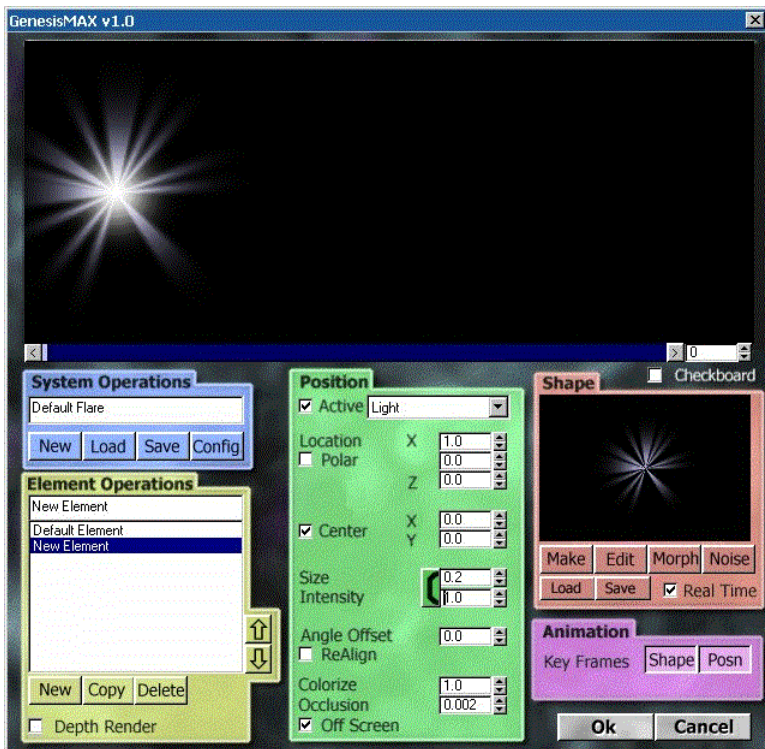 GenesisMAX v1.0
0
Checkboard
System Operations
Default Flare
New Load Save Config
Element Operations
New Element
Default Element
New Element
New Copy Delete
Depth Render
Position
Active Light
Location X 1.0
Polar 0.0
Z 0.0
Center X 0.0
Y 0.0
Size 0.2
Intensity 1.0
Angle Offset 0.0
ReAlign
Colorize 1.0
Occlusion 0.002
Off Screen
Shape
Make Edit Morph Noise
Load Save Real Time
Animation
Key Frames Shape Posn
Ok Cancel